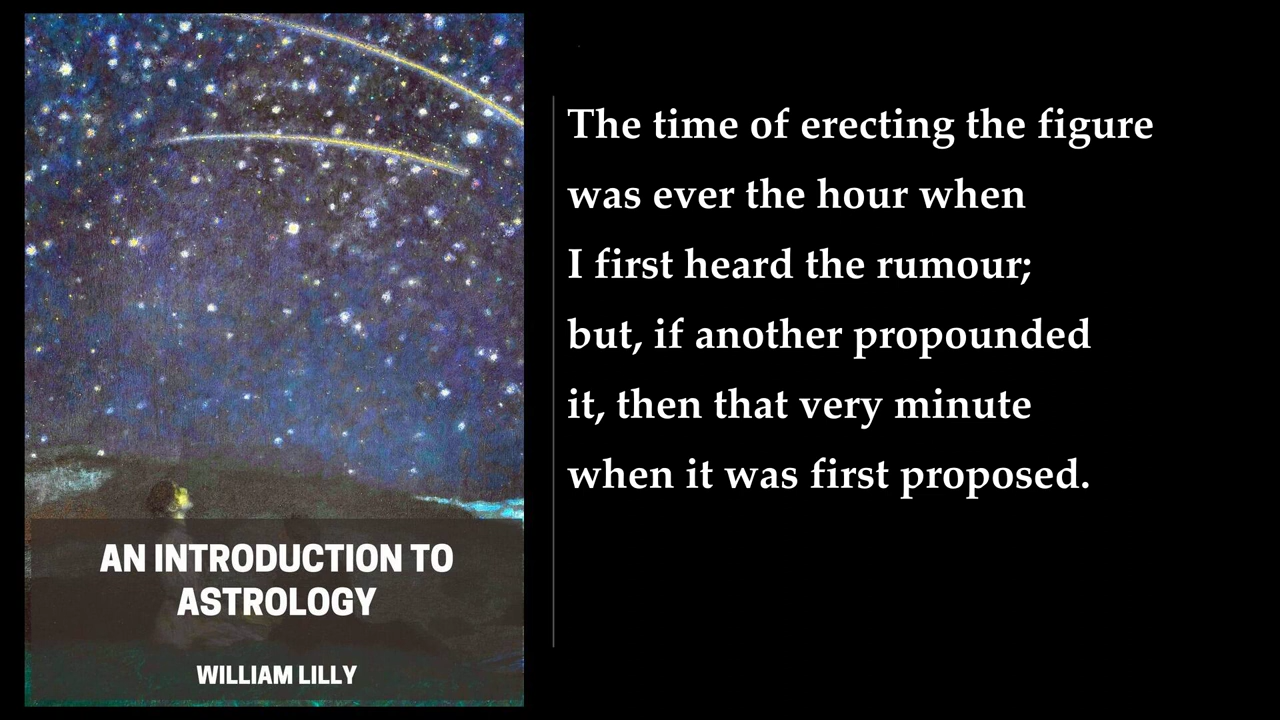 The time of erecting the figure
was ever the hour when
I first heard the rumour;
but, if another propounded
it, then that very minute
when it was first proposed.
AN INTRODUCTION TO
ASTROLOGY
WILLIAM LILLY